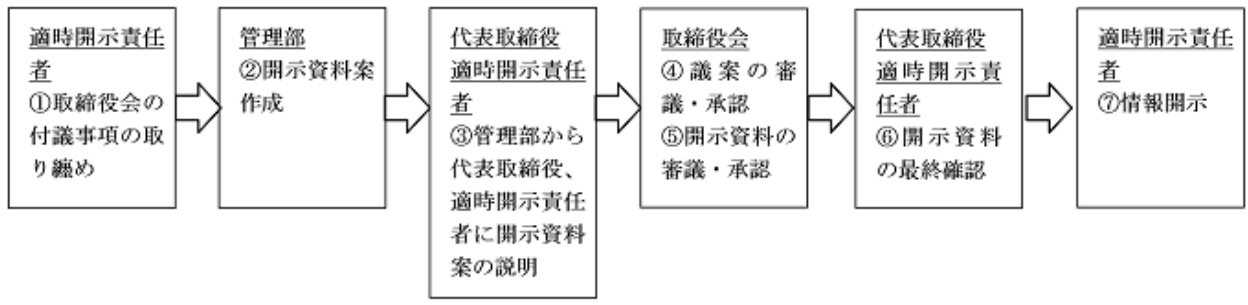 適時開示責任
者
①取締役会の
付議事項の取
り纏め
管理部
②開示資料案
作成
代表取締役
適時開示責任
者
③管理部から
代表取締役、
適時開示責任
者に開示資料
案の説明
取締役会
④議案の審
議・承認
⑤開示資料の
審議・承認
代表取締役
適時開示責
任者
⑥開示資料
の最終確認
適時開示責任
者
⑦情報開示